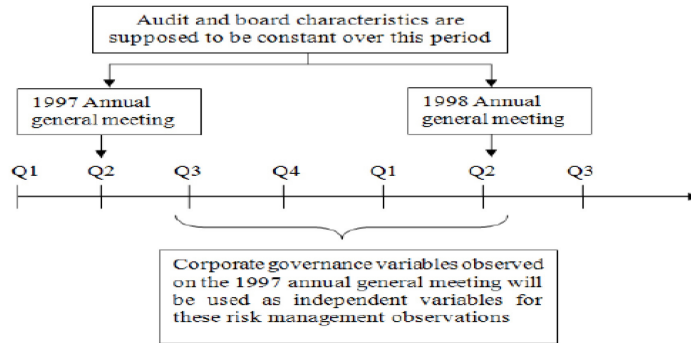 Audit and board characteristics are
supposed to be constant over this period
1997 Annual
general meeting
1998 Annual
general meeting
Q1 Q2 Q3 Q4 Q1 Q2 Q3
Corporate governance variables observed
on the 1997 annual general meeting will
be used as independent variables for
these risk management observations